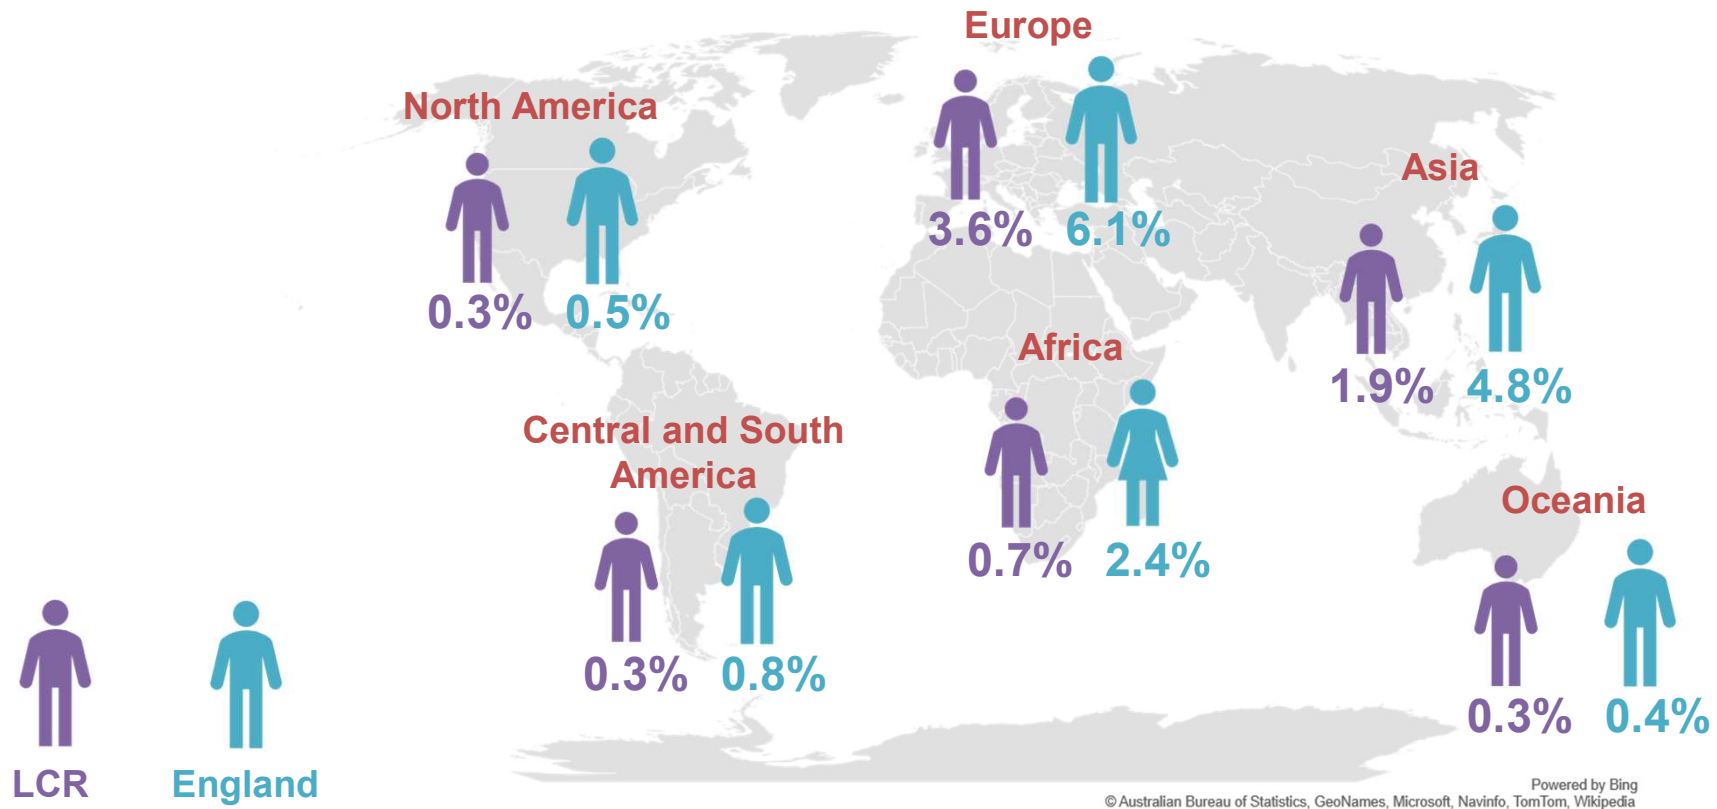 Europe
3.6% 6.1%
North America
0.3% 0.5%
Asia
1.9% 4.8%
Africa
0.7% 2.4%
Central and South
America
0.3% 0.8%
Oceania
0.3% 0.4%
LCR England
Powered by Bing
© Australian Bureau of Statistics, GeoNames, Microsoft, Navinfo, TomTom, Wikipedia